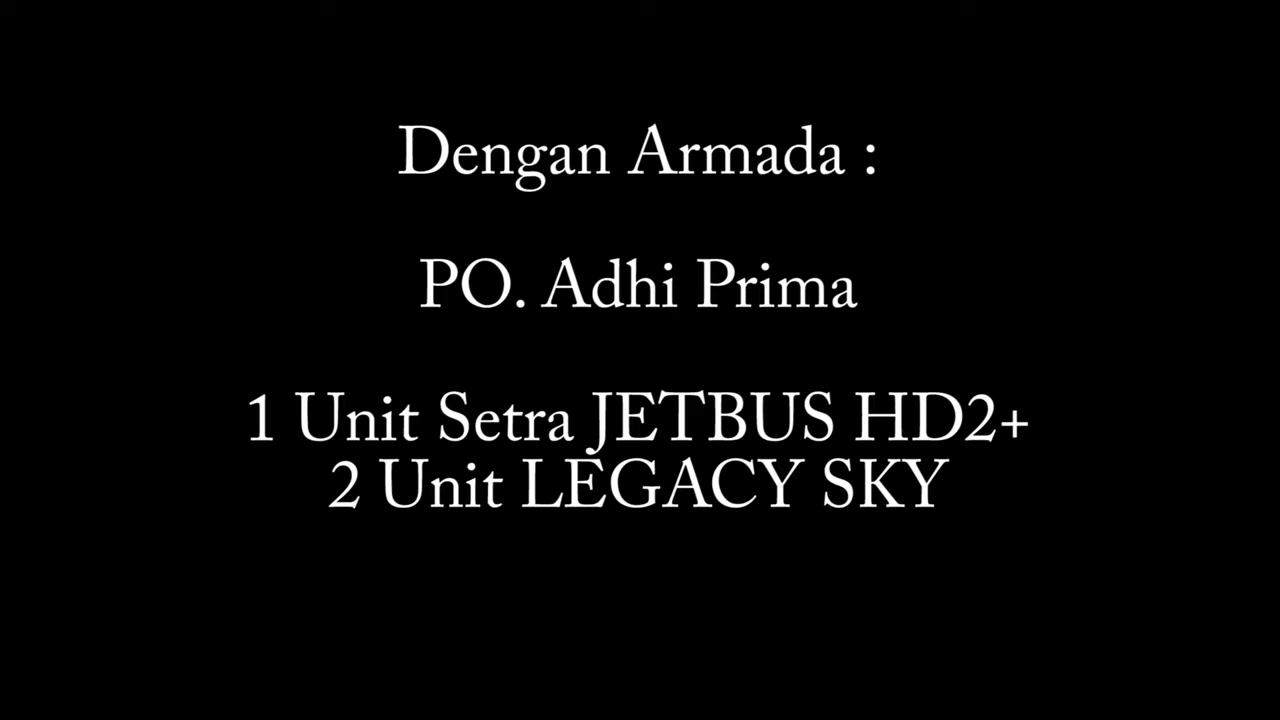 Dengan Armada :
PO. Adhi Prima
1 Unit Setra JETBUS HD2+
2 Unit LEGACY SKY